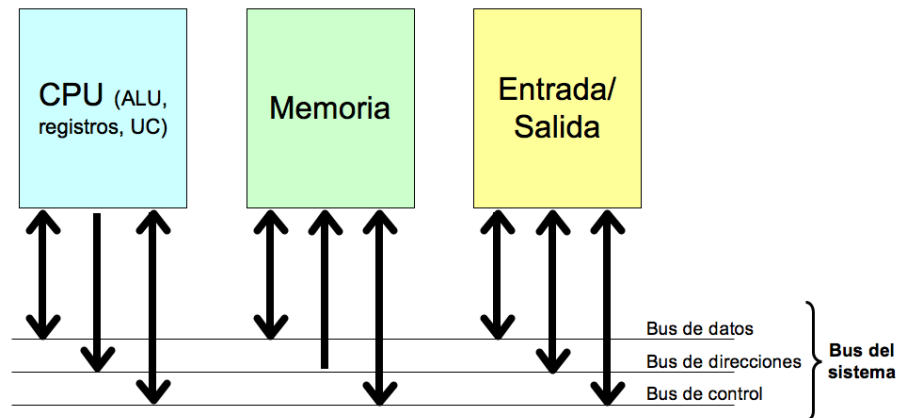 CPU (ALU,
registros, UC)
Memoria
Entrada/
Salida
Bus de datos
Bus de direcciones
Bus de control
Bus del
sistema